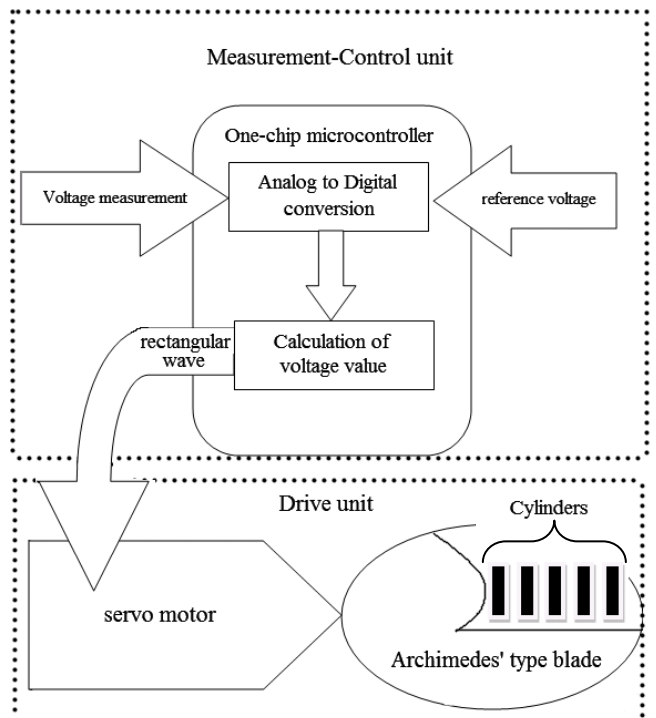 Measurement-Control unit
One-chip microcontroller
Voltage measurement
Analog to Digital
conversion
reference voltage
rectangular
wave
Calculation of
voltage value
Drive unit
Cylinders
servo motor
Archimedes' type blade